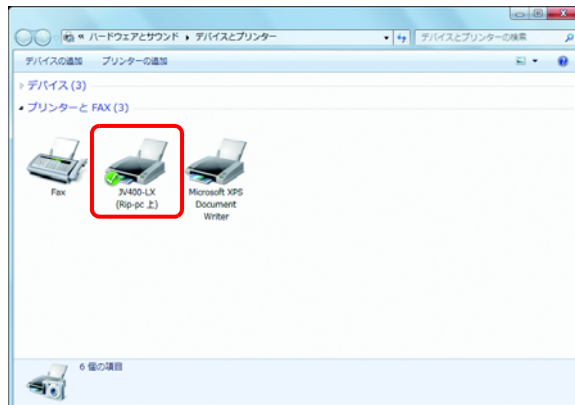 « ハードウェアとサウンド ▸ デバイスとプリンター
デバイスとプリンターの検索
デバイスの追加 プリンターの追加
デバイス (3)
プリンターと FAX (3)
Fax
JV400-LX
(Rip-pc 上)
Microsoft XPS
Document
Writer
6 個の項目